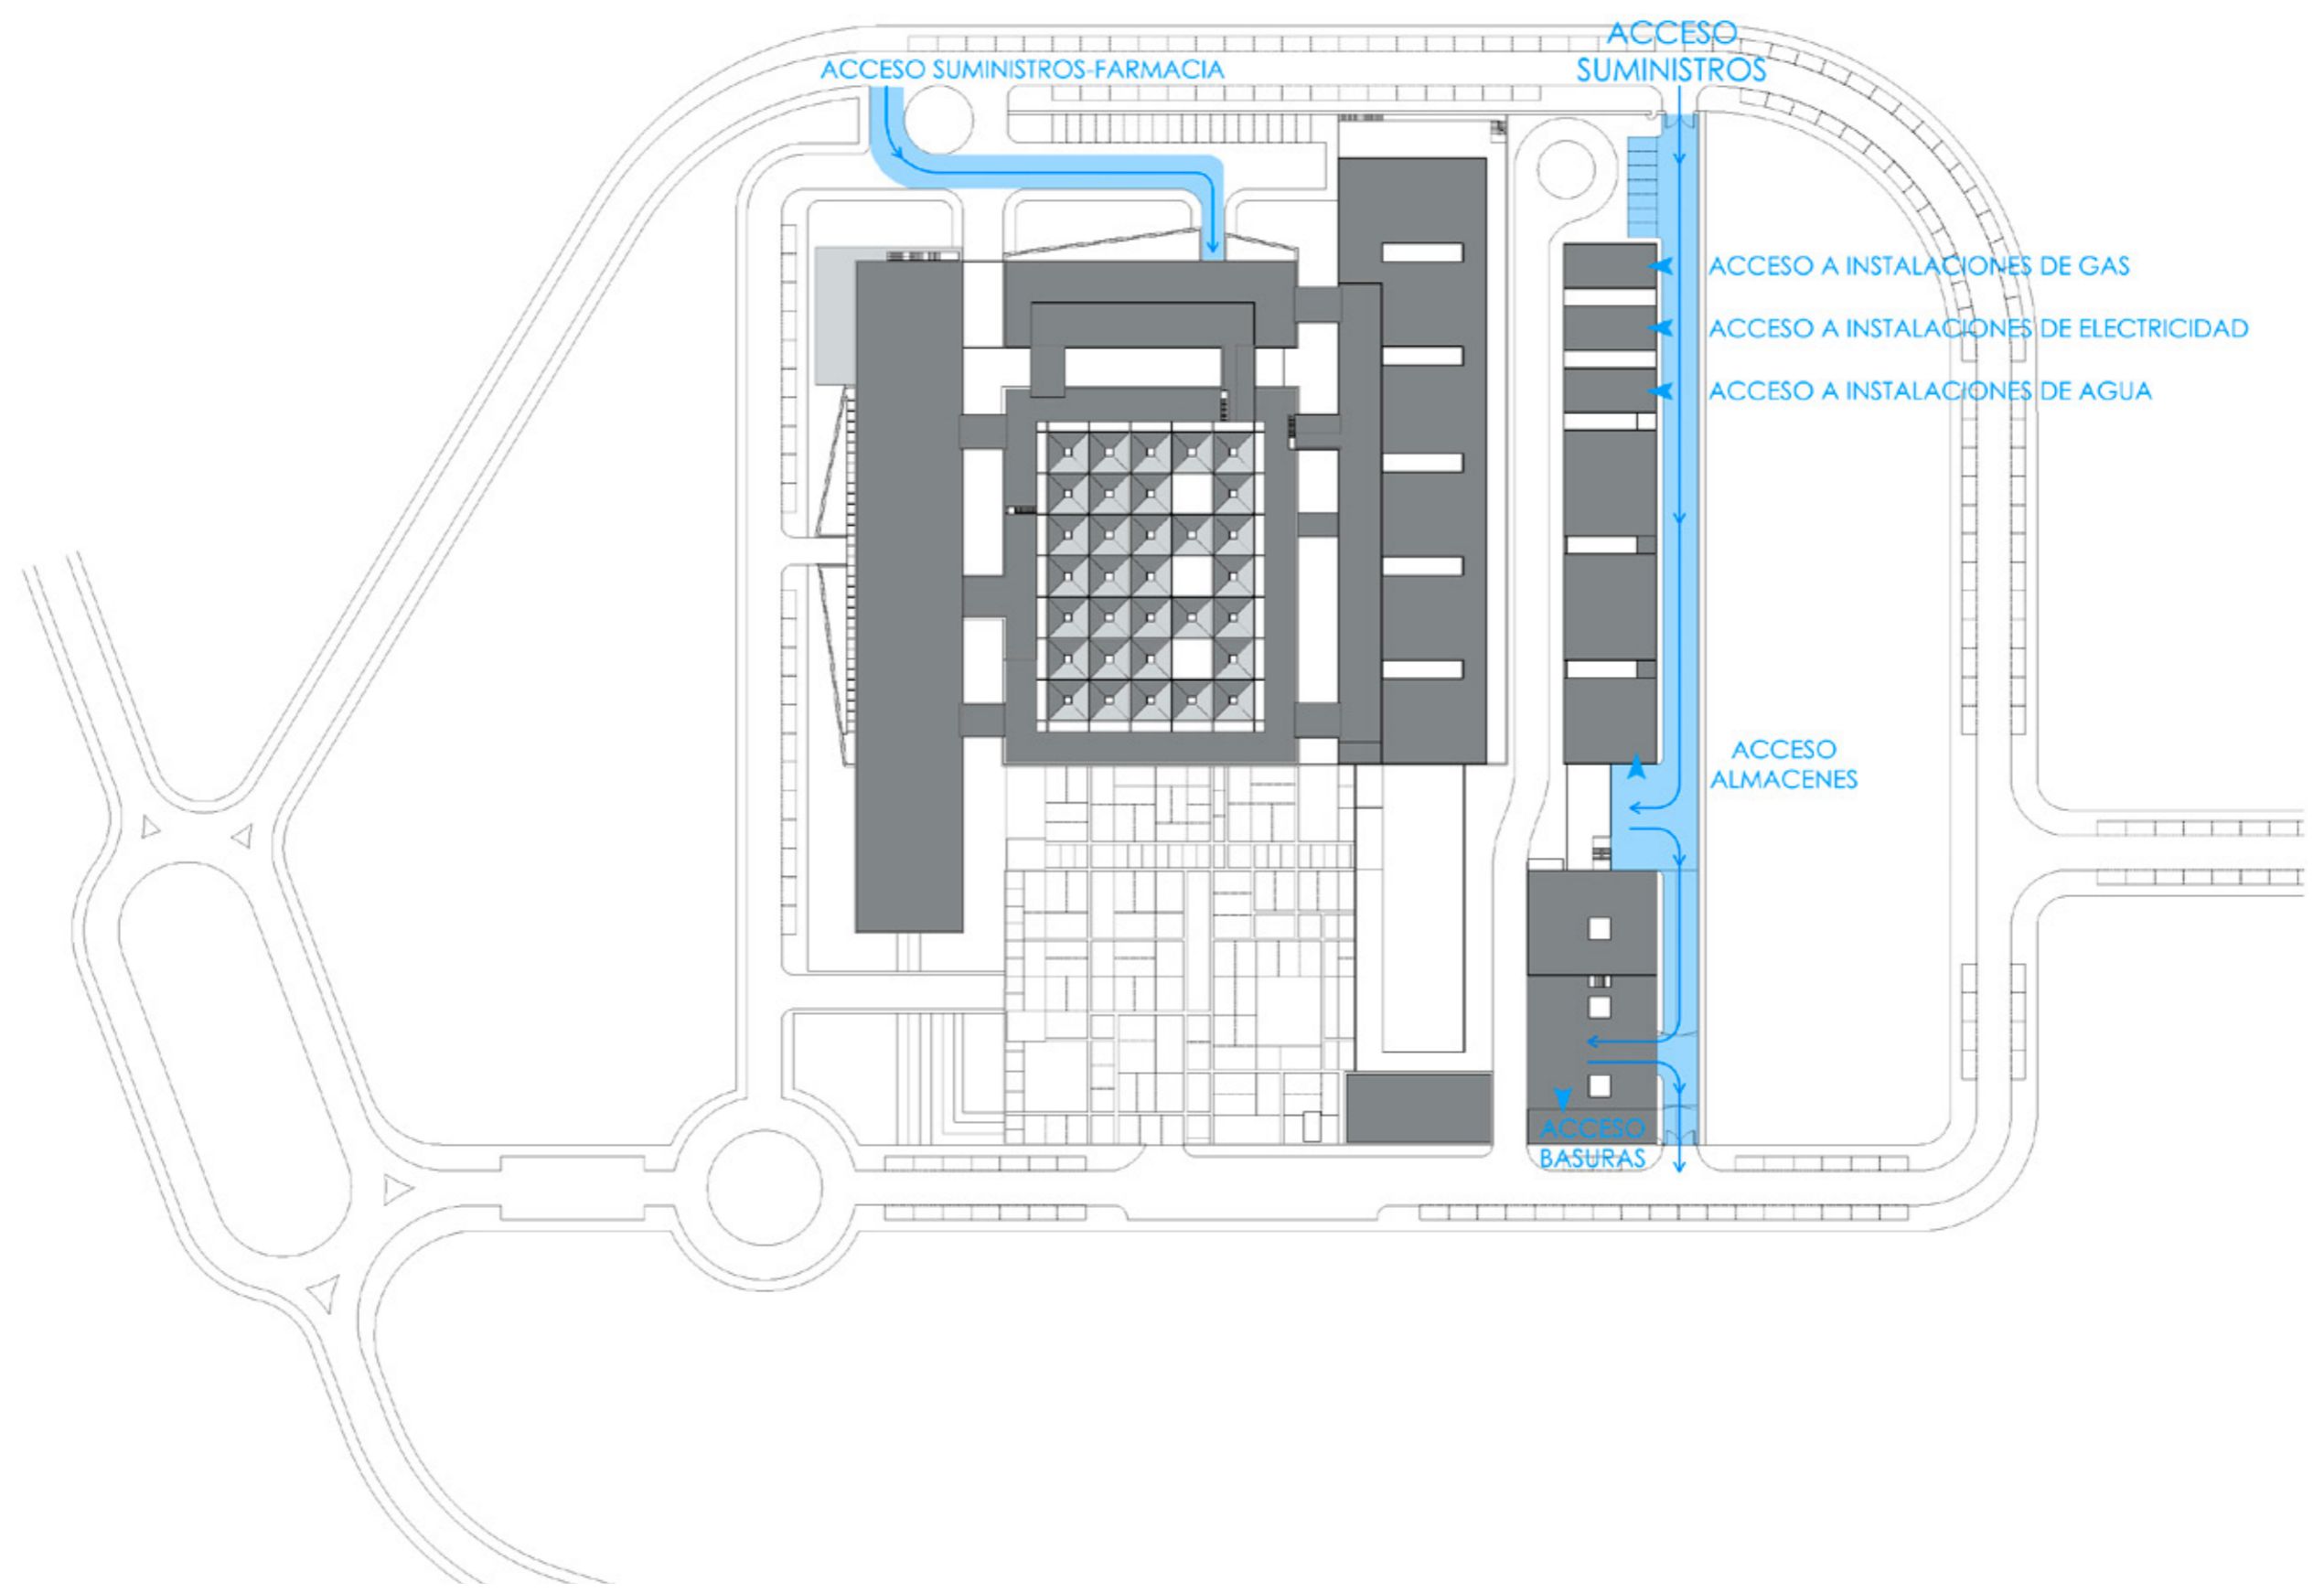 ACCESO
SUMINISTROS
ACCESO SUMINISTROS-FARMACIA
ACCESO A INSTALACIONES DE GAS
ACCESO A INSTALACIONES DE ELECTRICIDAD
ACCESO A INSTALACIONES DE AGUA
ACCESO
ALMACENES
ACCESO
BASURAS